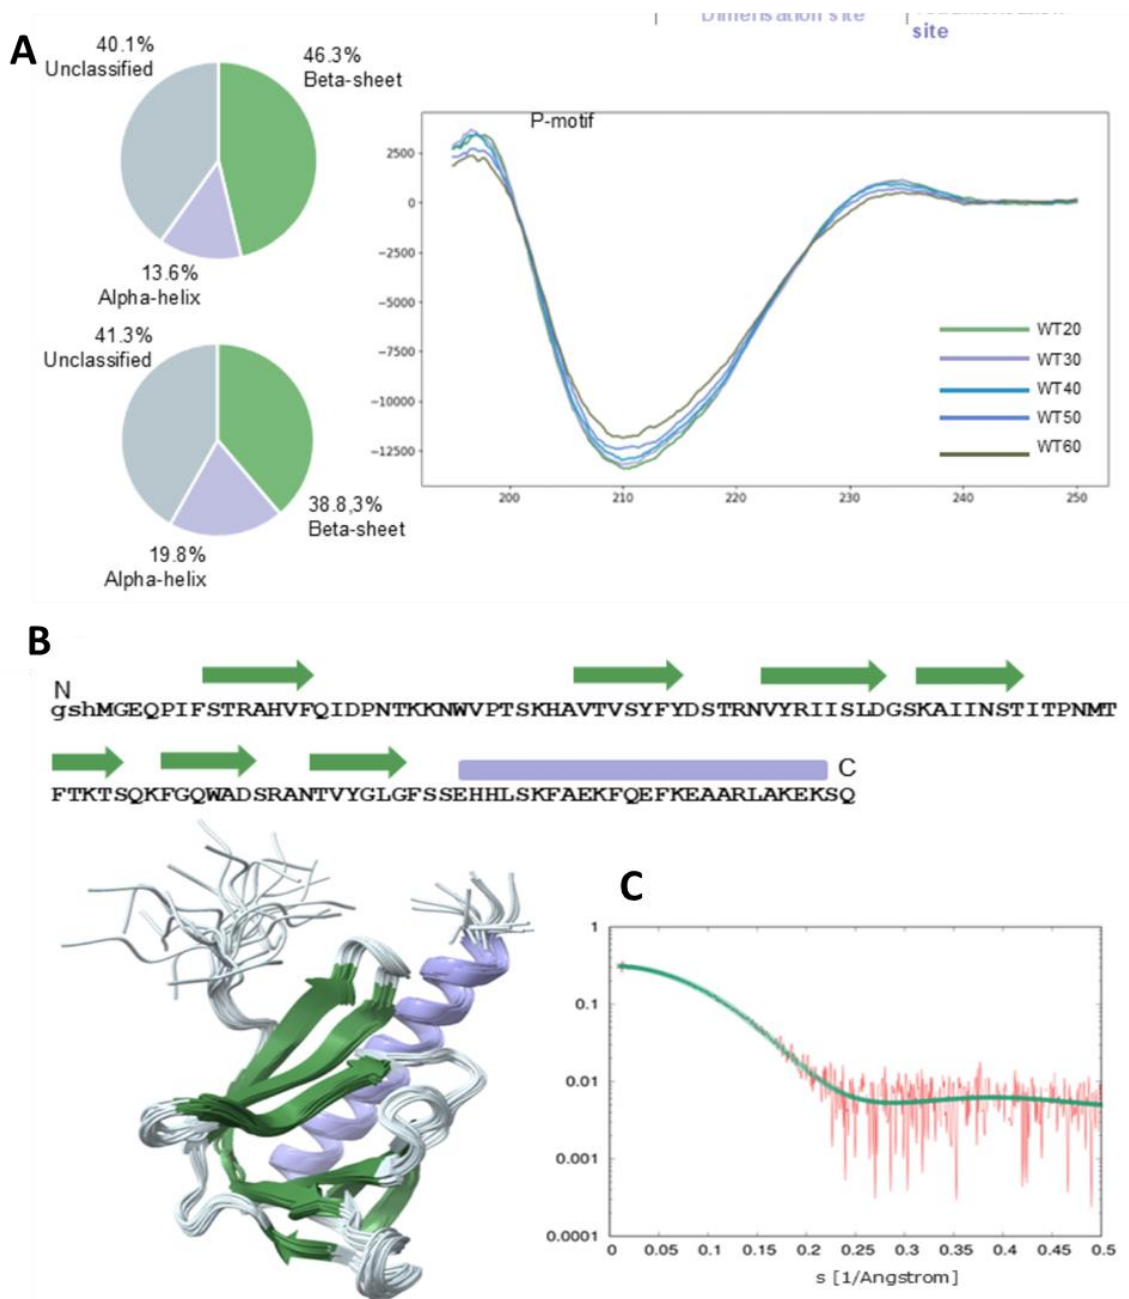 Dimerisation site
site
A
40.1%
Unclassified
46.3%
Beta-sheet
13.6%
Alpha-helix
41.3%
Unclassified
38.8,3%
Beta-sheet
19.8%
Alpha-helix
P-motif
2500
0
−2500
−5000
−7500
−10000
−12500
200 210 220 230 240 250
WT20
WT30
WT40
WT50
WT60
B
N
gshMGEQPIFSTRAHVFQIDPNTKKNWVPTSKHAVTVSYFYDSTRNVYRIISLDGSKAIINSTITPNMT
FTKTSQKFGQWADSRANTVYGLGFSSEHHLSKFAEKFQEFKEAARLAKEKSQ
C
C
1
0.1
0.01
0.001
0.0001
0 0.05 0.1 0.15 0.2 0.25 0.3 0.35 0.4 0.45 0.5
s [1/Angstrom]